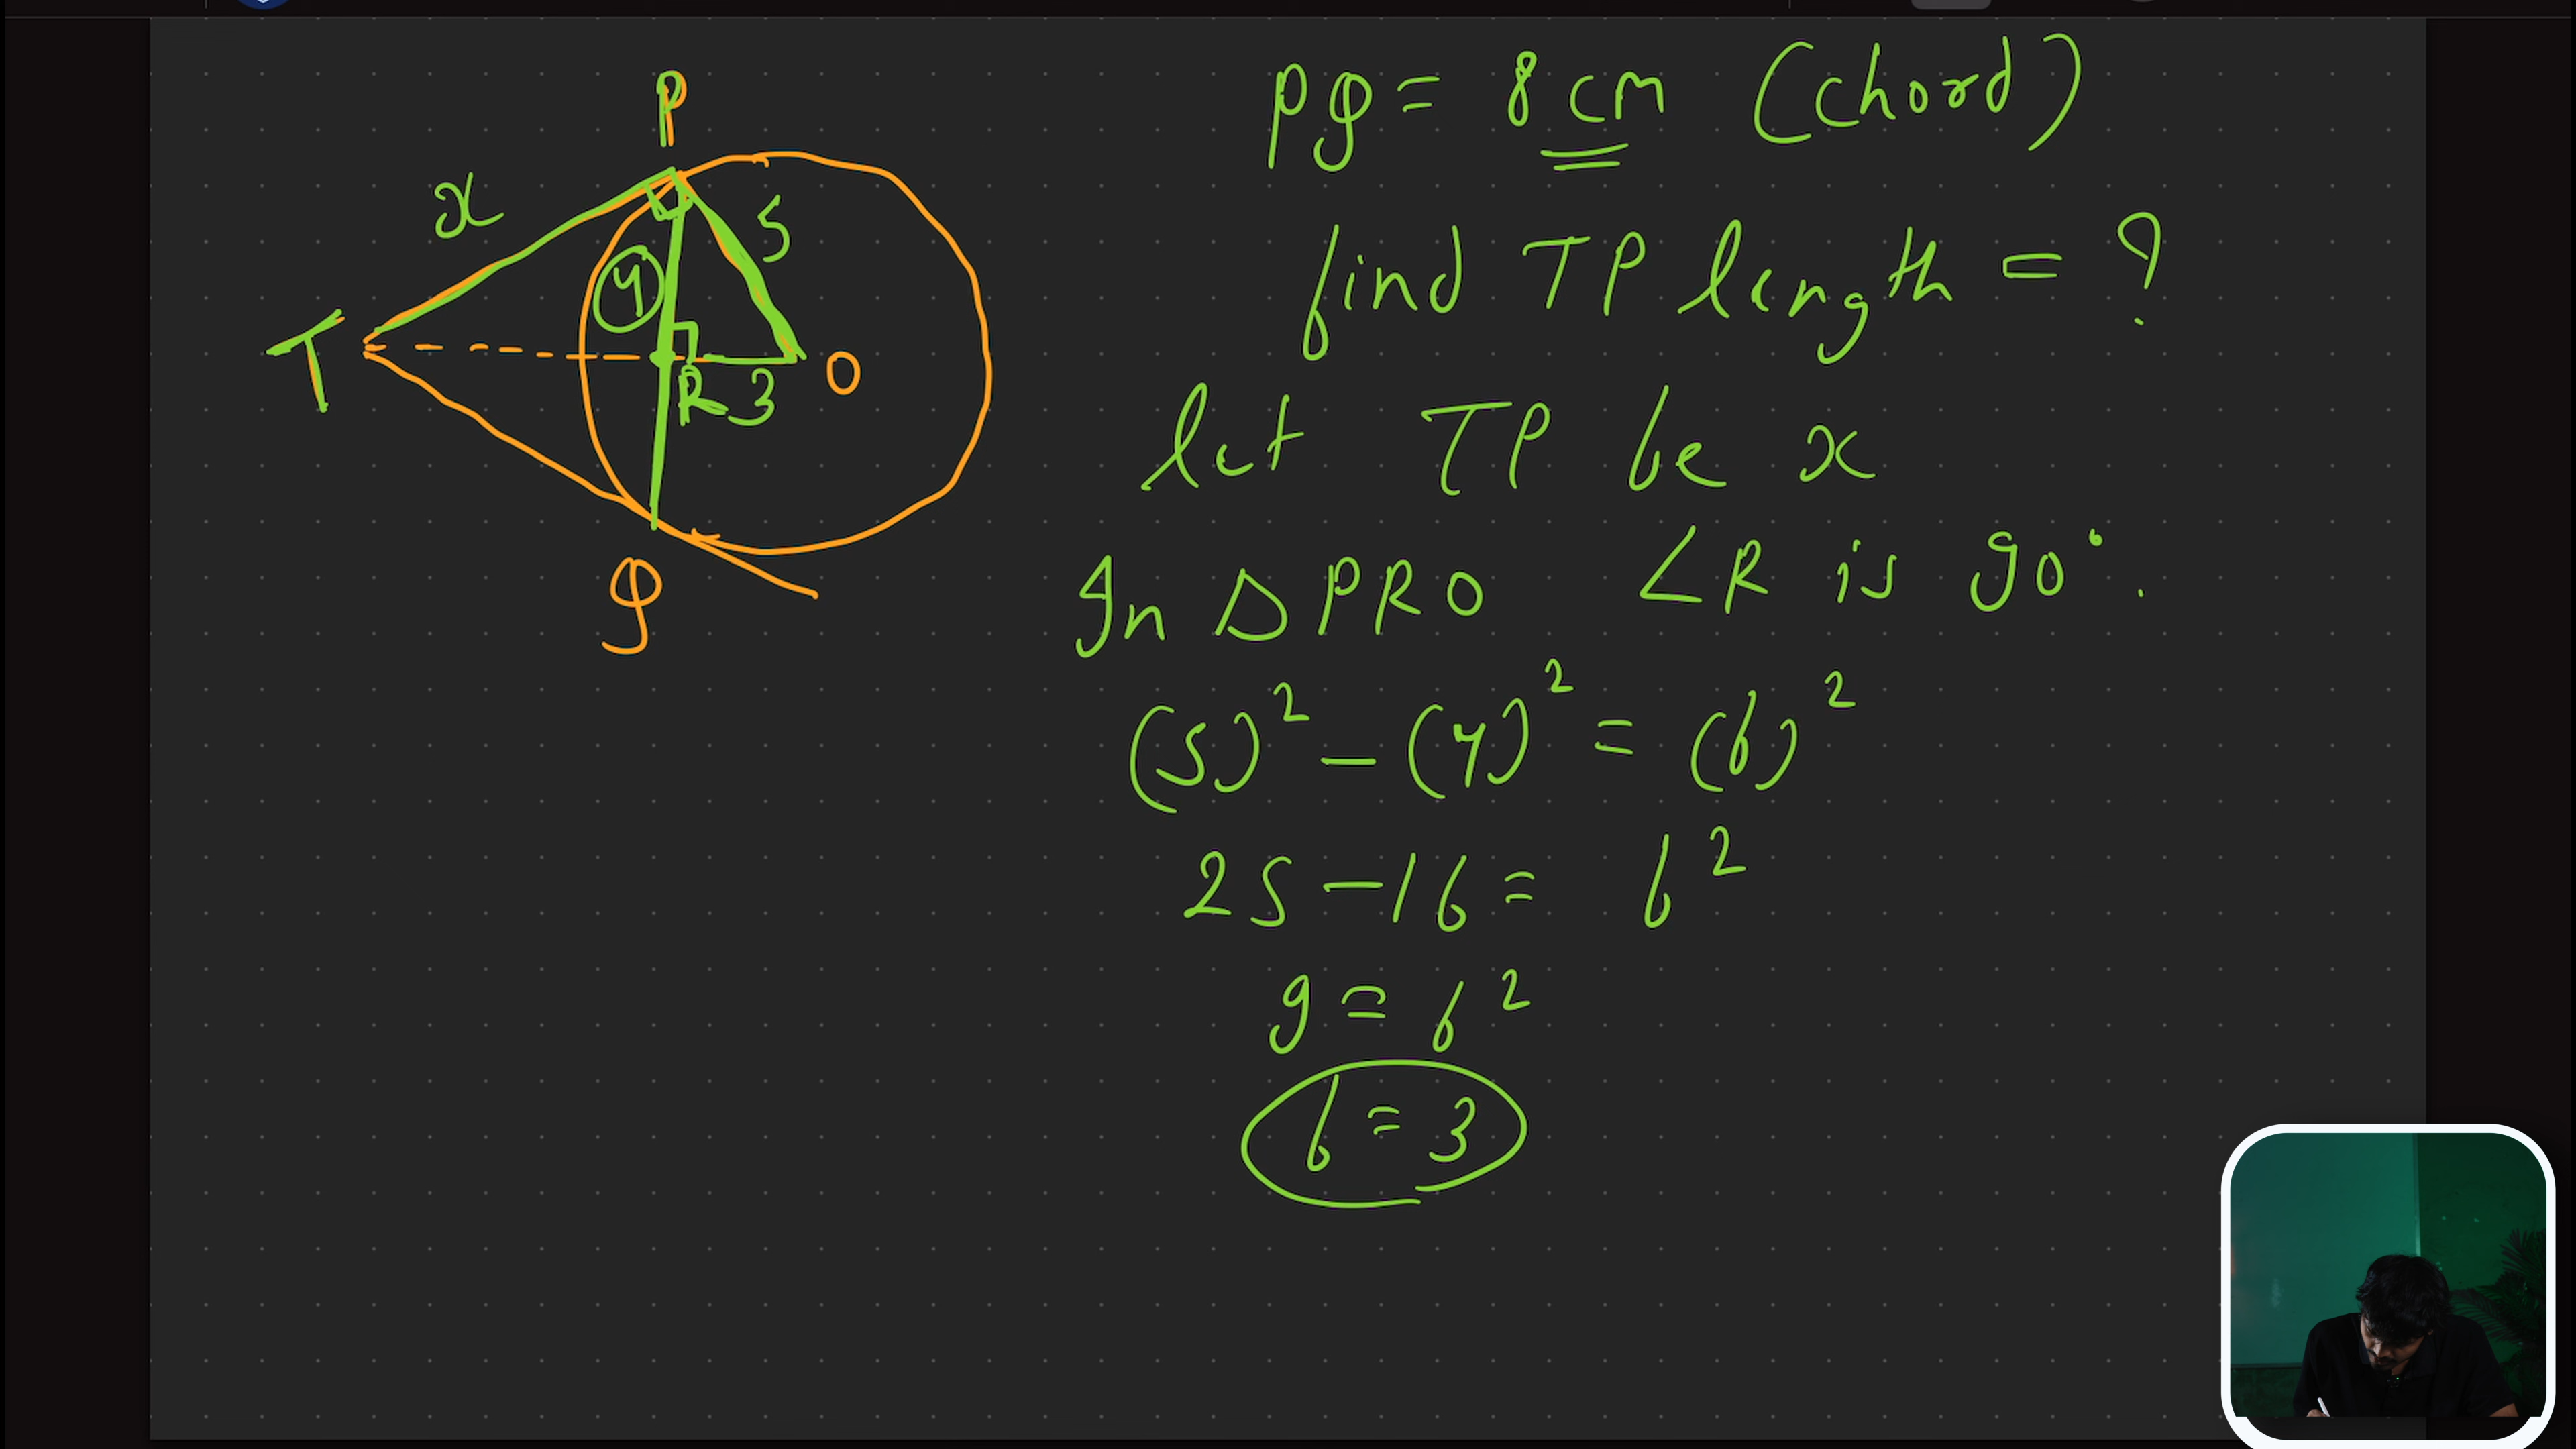 P
x
5
4
T
R
3
O
Q
PQ = 8 cm (chord)
find TP length = ?
let TP be x
In Δ PRO ∠R is 90°.
(5)² - (4)² = (b)²
25 - 16 = b²
9 = b²
b = 3